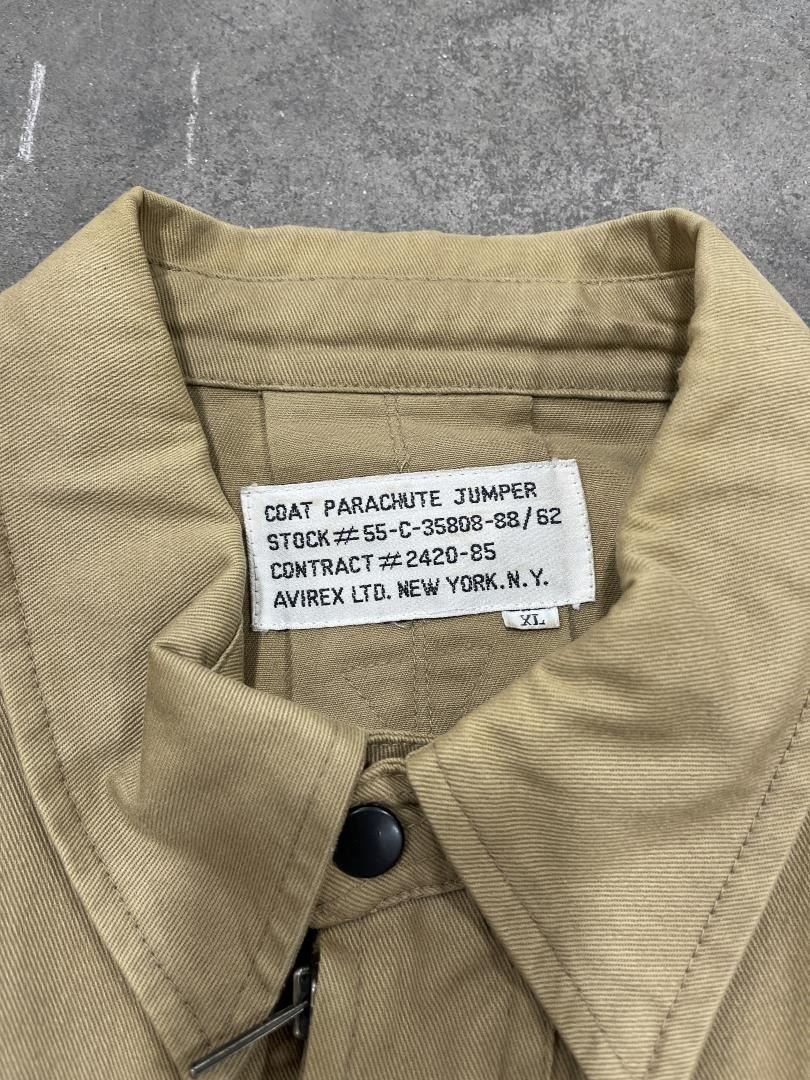 COAT PARACHUTE JUMPER
STOCK # 55-C-35808-88/62
CONTRACT # 2420-85
AVIREX LTD. NEW YORK. N.Y.
XL